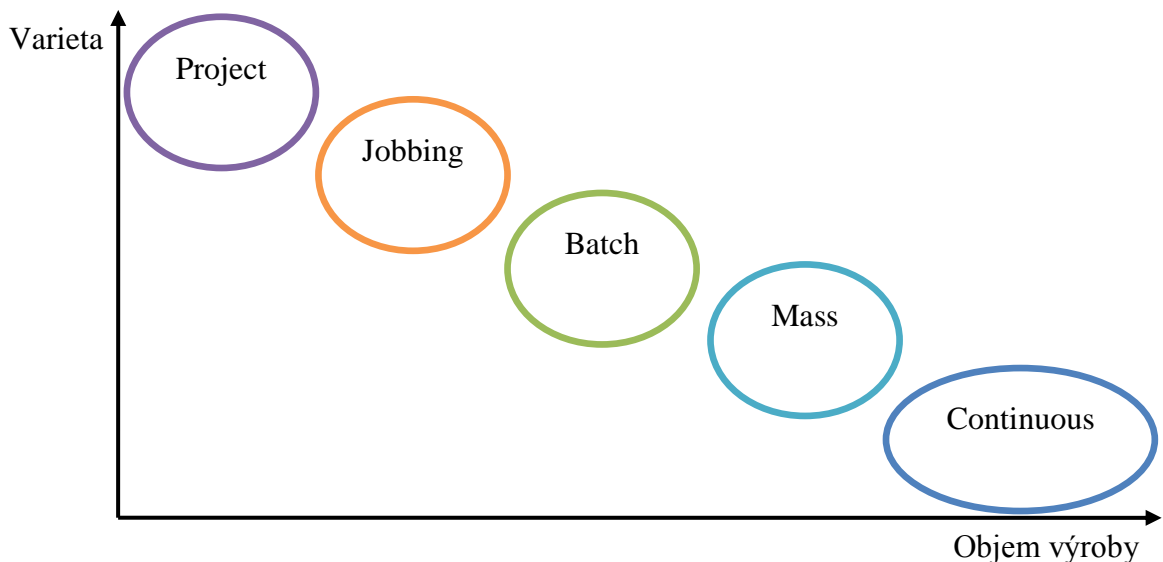 Varieta
Project
Jobbing
Batch
Mass
Continuous
Objem výroby